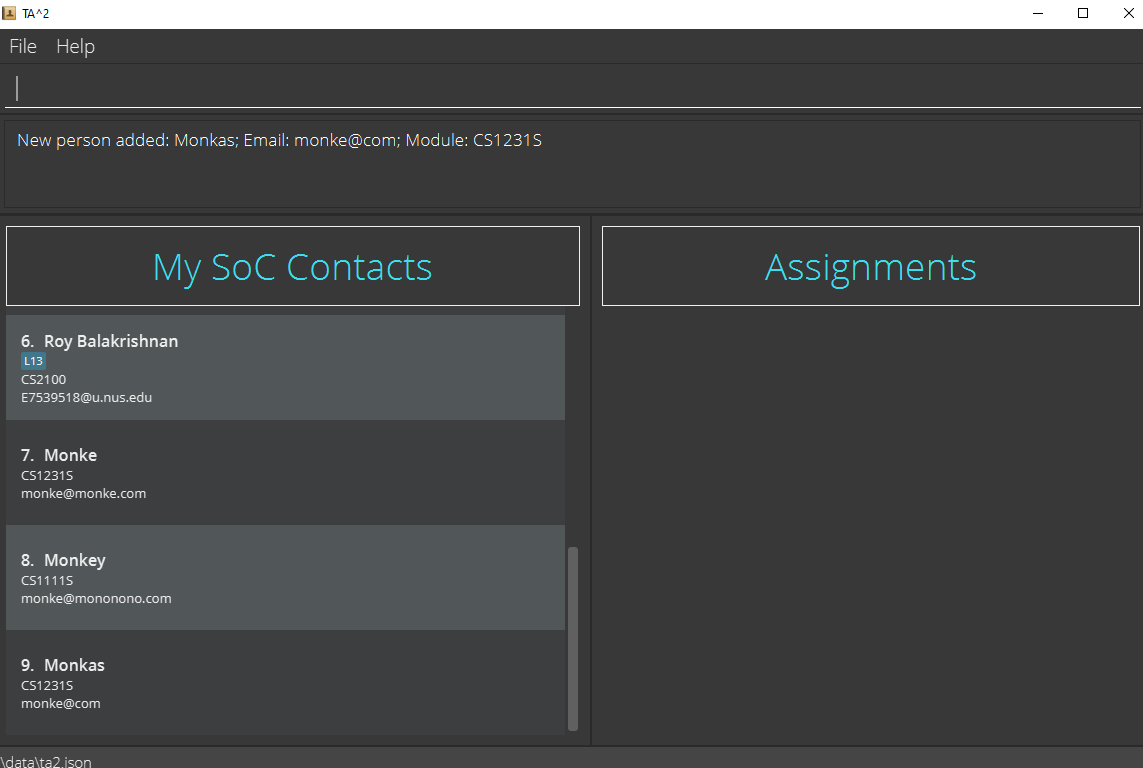 TA^2
File Help
New person added: Monkas; Email: monke@com; Module: CS1231S
My SoC Contacts
Assignments
6. Roy Balakrishnan
L13
CS2100
E7539518@u.nus.edu
7. Monke
CS1231S
monke@monke.com
8. Monkey
CS1111S
monke@mononono.com
9. Monkas
CS1231S
monke@com
\data\ta2.json